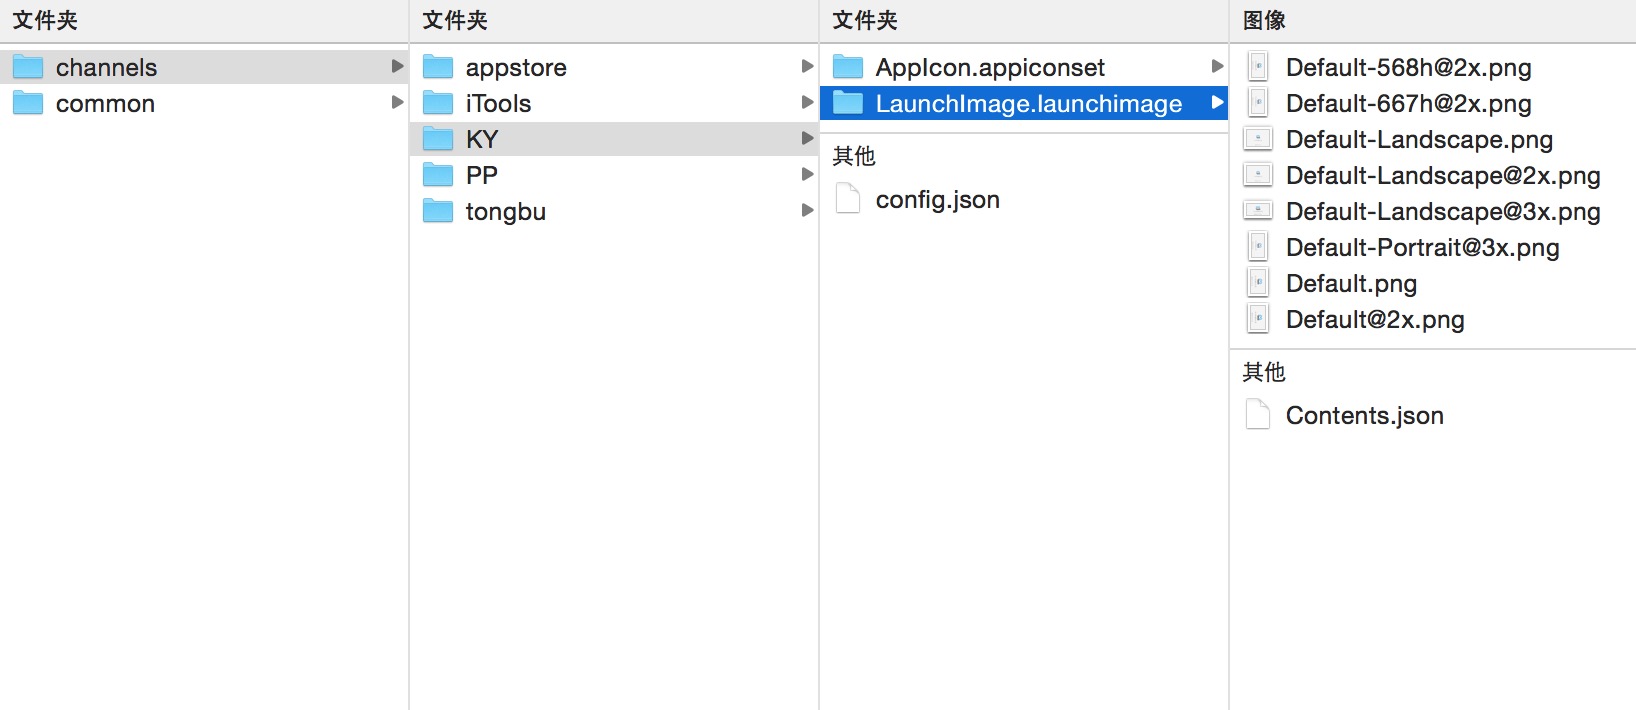 文件夹
channels
common
文件夹
appstore
iTools
KY
PP
tongbu
文件夹
AppIcon.appiconset
LaunchImage.launchimage
其他
config.json
图像
Default-568h@2x.png
Default-667h@2x.png
Default-Landscape.png
Default-Landscape@2x.png
Default-Landscape@3x.png
Default-Portrait@3x.png
Default.png
Default@2x.png
其他
Contents.json